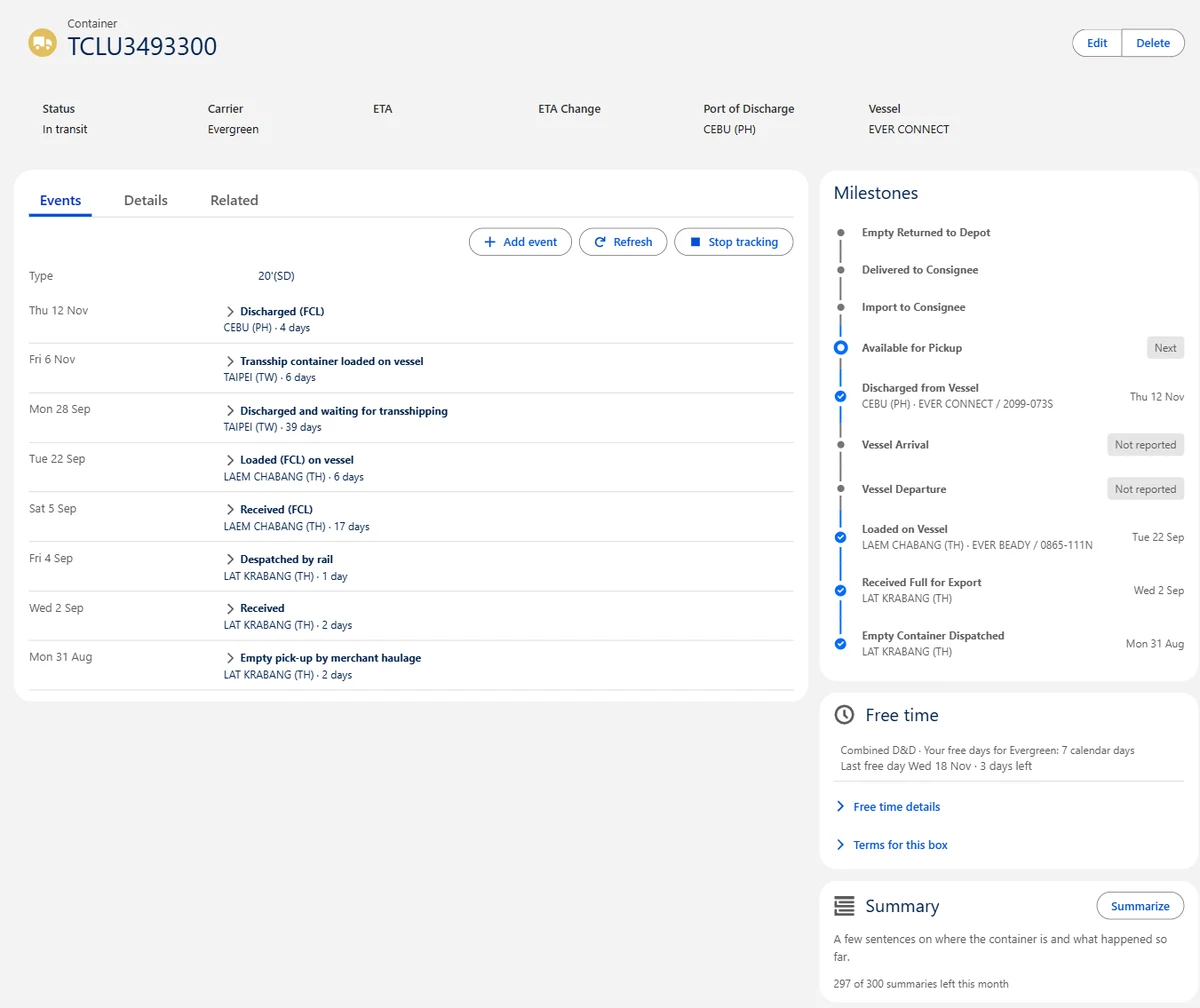 Container
TCLU3493300
Edit
Delete
Status
In transit
Carrier
Evergreen
ETA
ETA Change
Port of Discharge
CEBU (PH)
Vessel
EVER CONNECT
Events
Details
Related
Add event
Refresh
Stop tracking
Type
20'(SD)
Thu 12 Nov
Discharged (FCL)
CEBU (PH) · 4 days
Fri 6 Nov
Transship container loaded on vessel
TAIPEI (TW) · 6 days
Mon 28 Sep
Discharged and waiting for transshipping
TAIPEI (TW) · 39 days
Tue 22 Sep
Loaded (FCL) on vessel
LAEM CHABANG (TH) · 6 days
Sat 5 Sep
Received (FCL)
LAEM CHABANG (TH) · 17 days
Fri 4 Sep
Despatched by rail
LAT KRABANG (TH) · 1 day
Wed 2 Sep
Received
LAT KRABANG (TH) · 2 days
Mon 31 Aug
Empty pick-up by merchant haulage
LAT KRABANG (TH) · 2 days
Milestones
Empty Returned to Depot
Delivered to Consignee
Import to Consignee
Available for Pickup
Next
Discharged from Vessel
CEBU (PH) · EVER CONNECT / 2099-073S
Thu 12 Nov
Vessel Arrival
Not reported
Vessel Departure
Not reported
Loaded on Vessel
LAEM CHABANG (TH) · EVER BEADY / 0865-111N
Tue 22 Sep
Received Full for Export
LAT KRABANG (TH)
Wed 2 Sep
Empty Container Dispatched
LAT KRABANG (TH)
Mon 31 Aug
Free time
Combined D&D · Your free days for Evergreen: 7 calendar days
Last free day Wed 18 Nov · 3 days left
Free time details
Terms for this box
Summary
Summarize
A few sentences on where the container is and what happened so
far.
297 of 300 summaries left this month